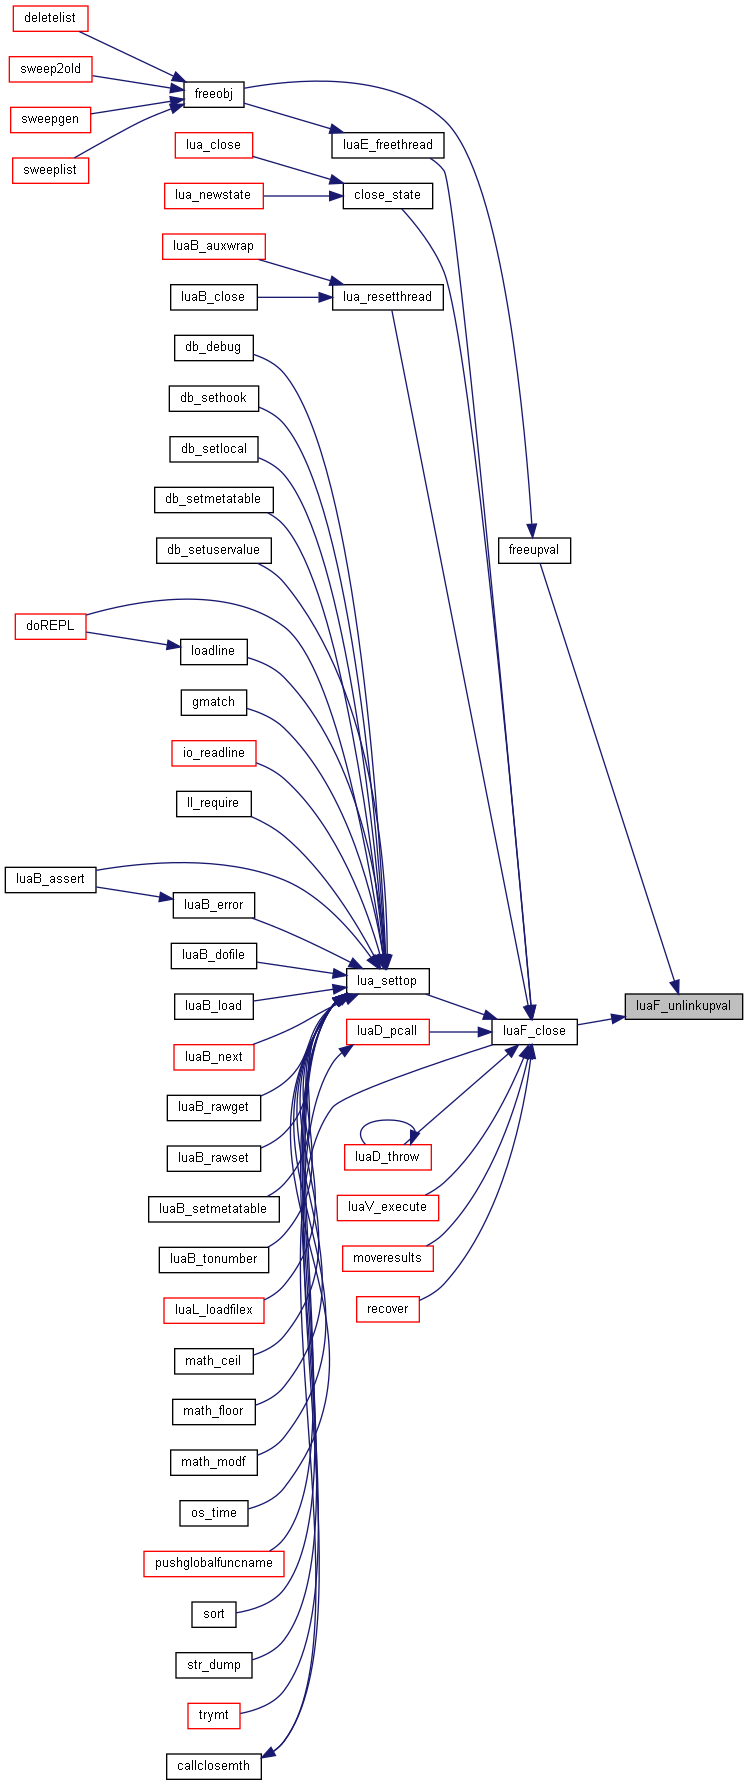 deletelist
sweep2old
freeobj
sweepgen
lua_close
luaE_freethread
sweeplist
lua_newstate
close_state
luaB_auxwrap
luaB_close
lua_resetthread
db_debug
db_sethook
db_setlocal
db_setmetatable
db_setuservalue
freeupval
doREPL
loadline
gmatch
io_readline
ll_require
luaB_assert
luaB_error
luaB_dofile
lua_settop
luaB_load
luaF_unlinkupval
luaB_next
luaD_pcall
luaF_close
luaB_rawget
luaB_rawset
luaD_throw
luaB_setmetatable
luaV_execute
luaB_tonumber
moveresults
luaL_loadfilex
recover
math_ceil
math_floor
math_modf
os_time
pushglobalfuncname
sort
str_dump
trymt
callclosemth